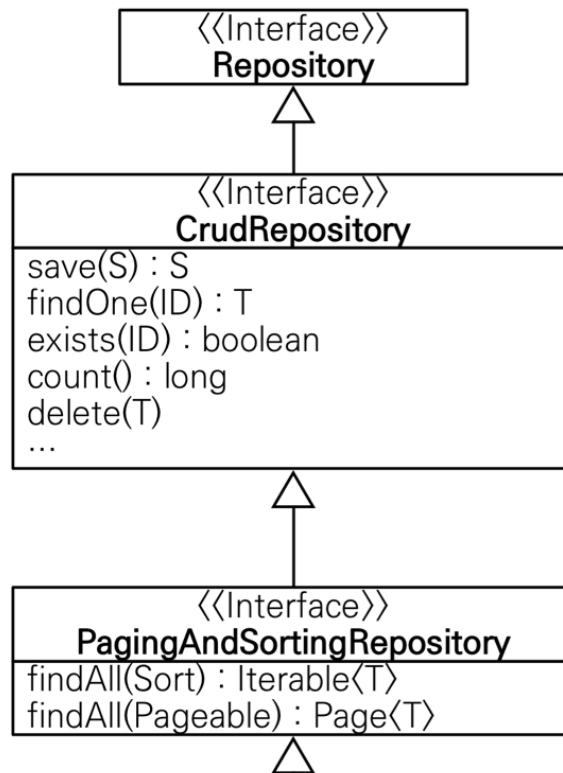 〈〈Interface〉〉
Repository
〈〈Interface〉〉
CrudRepository
save(S) : S
findOne(ID) : T
exists(ID) : boolean
count() : long
delete(T)
...
〈〈Interface〉〉
PagingAndSortingRepository
findAll(Sort) : Iterable〈T〉
findAll(Pageable) : Page〈T〉